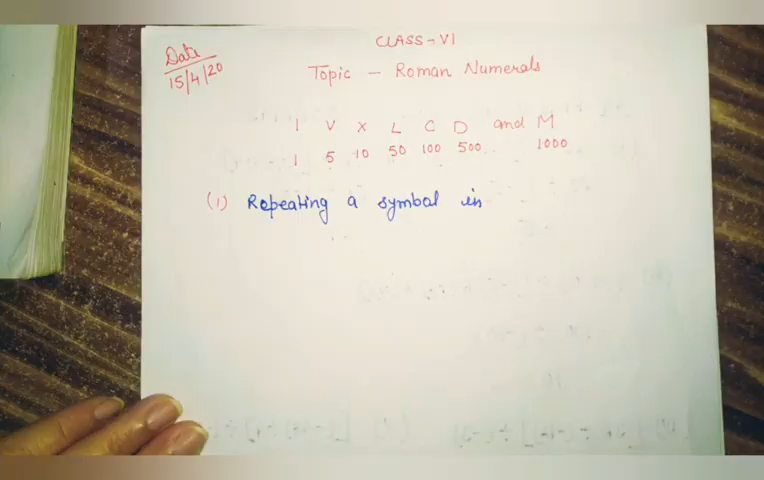 CLASS - VI
Date
15/4/20
Topic - Roman Numerals
I V X L C D and M
1 5 10 50 100 500 1000
(1) Repeating a symbol in